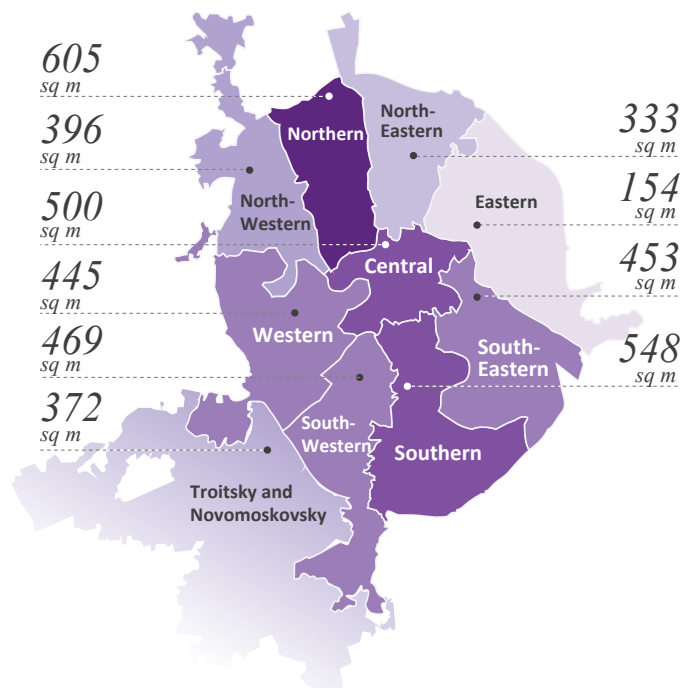 605
sq m
396
sq m
500
sq m
445
sq m
469
sq m
372
sq m
Northern
North-
Eastern
North-
Western
Eastern
Central
Western
South-
Eastern
South-
Western
Southern
Troitsky and
Novomoskovsky
333
sq m
154
sq m
453
sq m
548
sq m